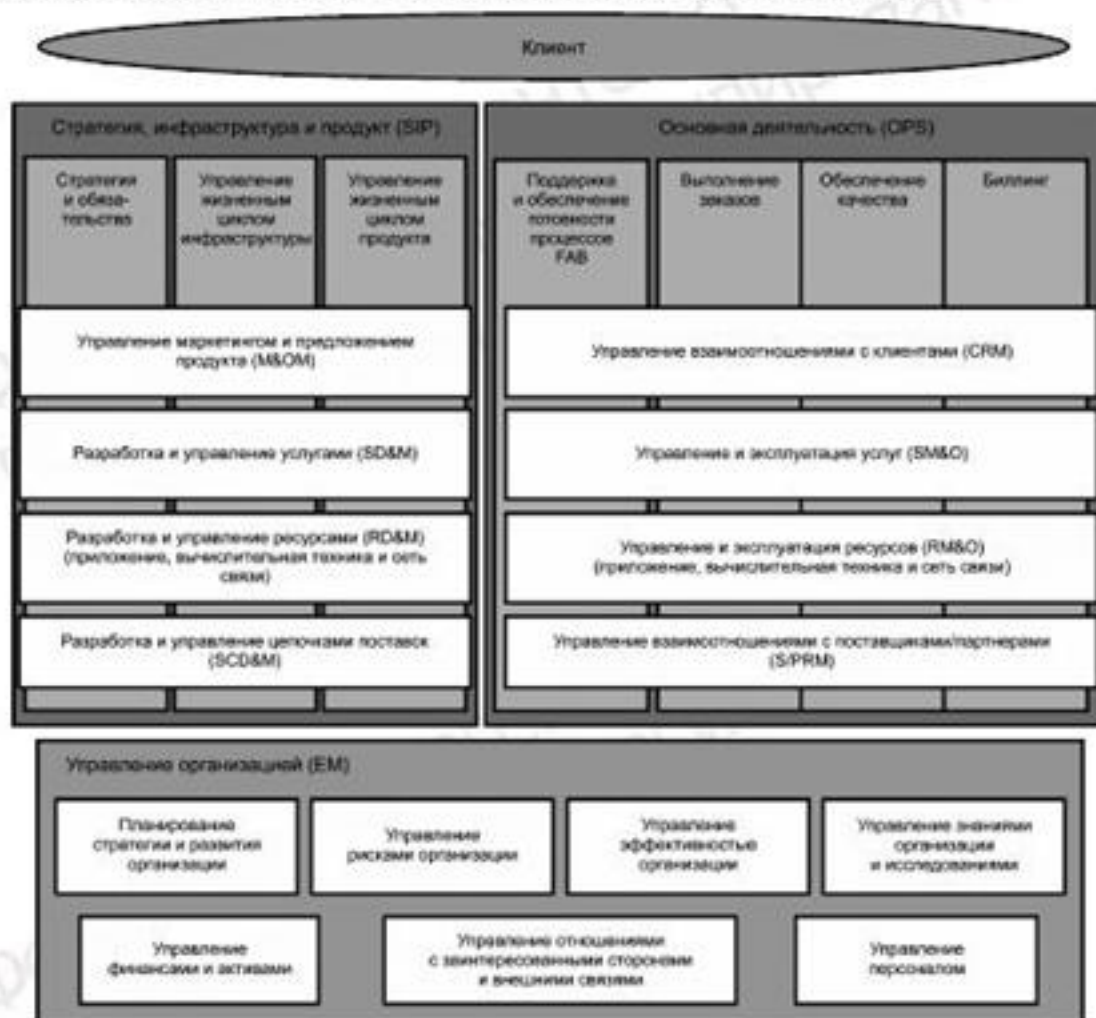 Клиент
Стратегия, инфраструктура и продукт (SIP)
Стратегия
и обяза-
тельства
Управление
жизненным
циклом
инфраструктуры
Управление
жизненным
циклом
продукта
Основная деятельность (OPS)
Поддержка
и обеспечение
готовности
процессов
FAB
Выполнение
заказов
Обеспечение
качества
Биллинг
Управление маркетингом и предложением
продукта (M&OM)
Управление взаимоотношениями с клиентами (CRM)
Разработка и управление услугами (SD&M)
Управление и эксплуатация услуг (SM&O)
Разработка и управление ресурсами (RD&M)
(приложение, вычислительная техника и сеть
связи)
Управление и эксплуатация ресурсов (RM&O)
(приложение, вычислительная техника и сеть связи)
Разработка и управление цепочками поставок
(SCD&M)
Управление взаимоотношениями с поставщиками/партнерами
(S/PRM)
Управление организацией (EM)
Планирование
стратегии и развития
организации
Управление
рисками организации
Управление
эффективностью
организации
Управление знаниями
организации
и исследованиями
Управление
финансами и активами
Управление отношениями
с заинтересованными сторонами
и внешними связями
Управление
персоналом